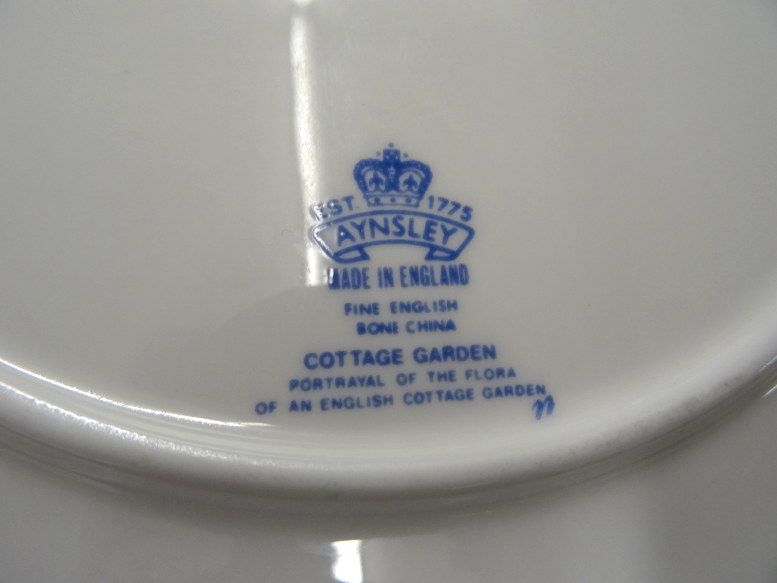 EST. 1775
AYNSLEY
MADE IN ENGLAND
FINE ENGLISH
BONE CHINA
COTTAGE GARDEN
PORTRAYAL OF THE FLORA
OF AN ENGLISH COTTAGE GARDEN